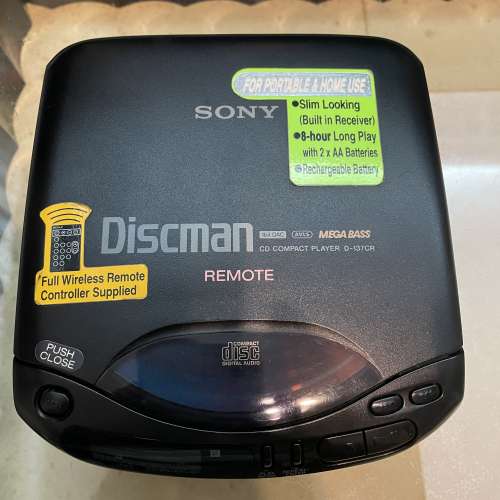 FOR PORTABLE & HOME USE
SONY
●Slim Looking
(Built in Receiver)
●8-hour Long Play
with 2 x AA Batteries
●Rechargeable Battery
Discman
AVLS MEGA BASS
CD COMPACT PLAYER D-137CR
REMOTE
Full Wireless Remote
Controller Supplied
PUSH
CLOSE
COMPACT
disc
DIGITAL AUDIO